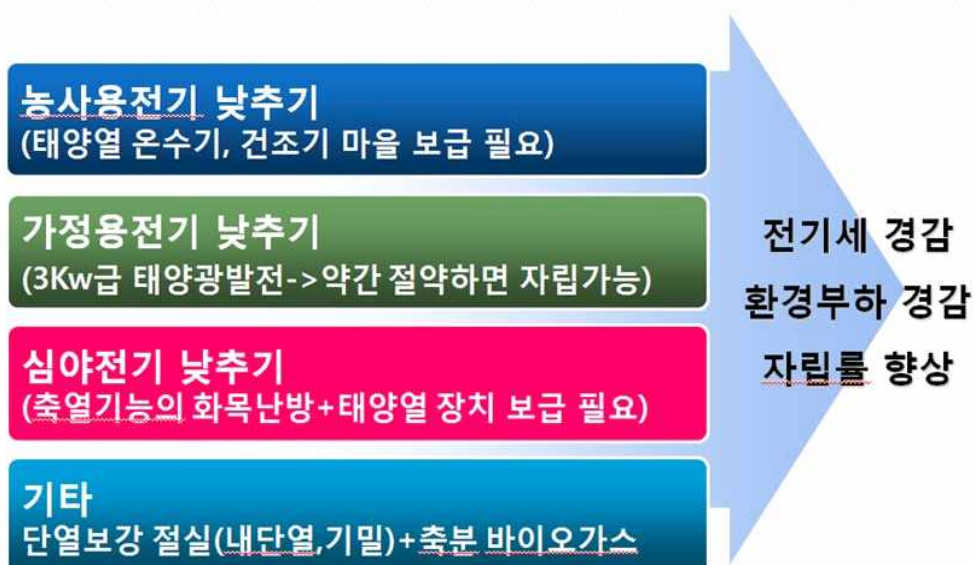 농사용전기 낮추기
(태양열 온수기, 건조기 마을 보급 필요)
가정용전기 낮추기
(3Kw급 태양광발전->약간 절약하면 자립가능)
심야전기 낮추기
(축열기능의 화목난방+태양열 장치 보급 필요)
기타
단열보강 절실(내단열,기밀)+축분 바이오가스
전기세 경감
환경부하 경감
자립률 향상